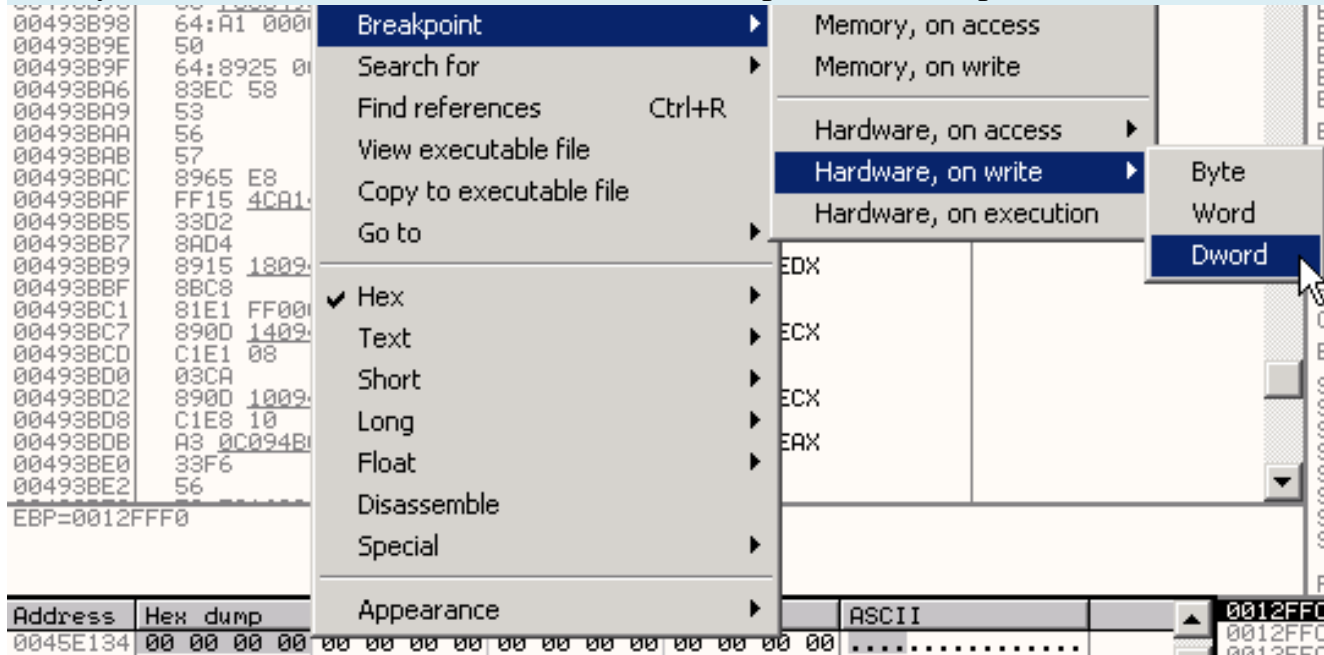 00493B98 64:A1 000 Breakpoint Memory, on access
00493B9E 50 Memory, on write
00493B9F 64:8925 0 Search for
00493BA6 83EC 58 Find references Ctrl+R
00493BA9 53 Hardware, on access
00493BAA 56 View executable file
00493BAB 57 Hardware, on write Byte
00493BAC 8965 E8 Copy to executable file
00493BAF FF15 4CA1 Hardware, on execution Word
00493BB5 33D2 Go to
00493BB7 8AD4
00493BB9 8915 1809 EDX Dword
00493BBF 8BC8 Hex
00493BC1 81E1 FF00
00493BC7 890D 1409 Text ECX
00493BCD C1E1 08
00493BD0 03CA Short
00493BD2 890D 1009 ECX
00493BD8 C1E8 10 Long
00493BDB A3 0C094B EAX
00493BE0 33F6 Float
00493BE2 56
Disassemble
EBP=0012FFF0
Special
Appearance
Address Hex dump ASCII 0012FFC
0045E134 00 00 00 00 00 00 00 00 00 00 00 00 00 00 00 00 ................ 0012FFC